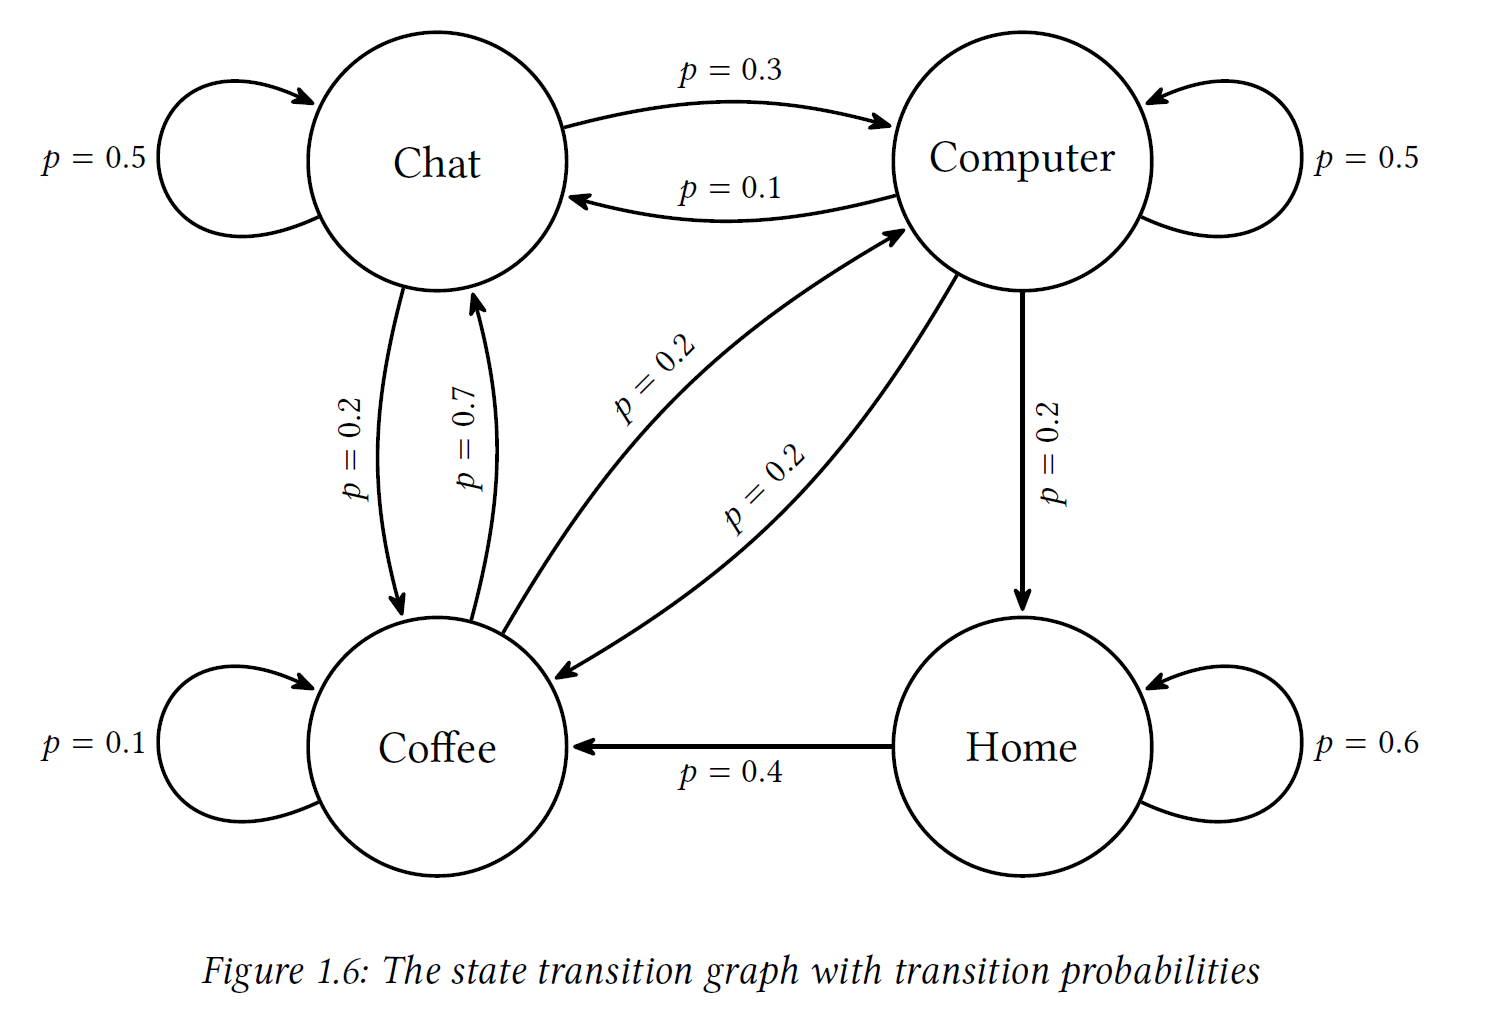 p = 0.3
p = 0.5
Chat
Computer
p = 0.5
p = 0.1
p = 0.2
p = 0.7
p = 0.2
p = 0.2
p = 0.2
p = 0.1
Coffee
Home
p = 0.6
p = 0.4
Figure 1.6: The state transition graph with transition probabilities